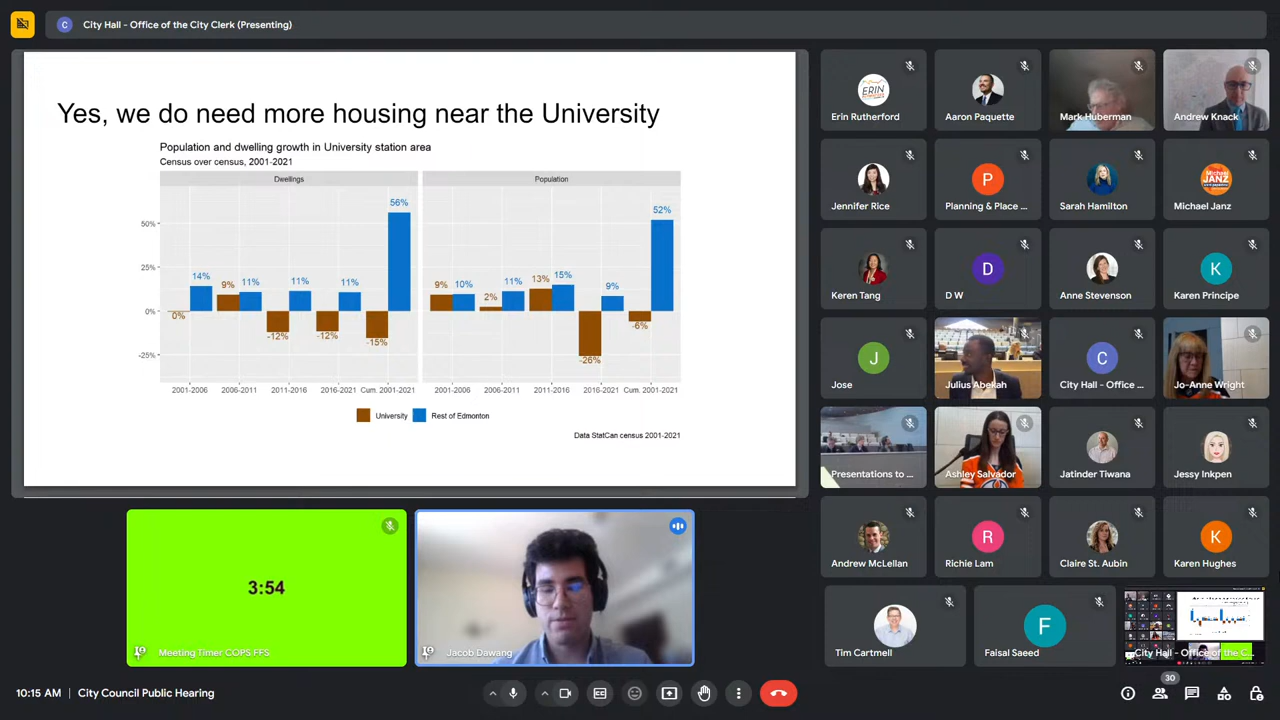 C
City Hall - Office of the City Clerk (Presenting)
Yes, we do need more housing near the University
Population and dwelling growth in University station area
Census over census, 2001-2021
Dwellings
Population
50%
25%
0%
-25%
0%
14%
9%
11%
-12%
11%
-12%
11%
-15%
56%
9%
10%
2%
11%
13%
15%
-26%
9%
-6%
52%
2001-2006
2006-2011
2011-2016
2016-2021
Cum. 2001-2021
2001-2006
2006-2011
2011-2016
2016-2021
Cum. 2001-2021
University
Rest of Edmonton
Data StatCan census 2001-2021
3:54
Meeting Timer COPS FFS
Jacob Dawang
ERIN
Erin Rutherford
Aaron Paquette
Mark Huberman
Andrew Knack
Jennifer Rice
P
Planning & Place ...
Sarah Hamilton
Michael
JANZ
Michael Janz
Keren Tang
D
D W
Anne Stevenson
K
Karen Principe
J
Jose
Julius Abekah
C
City Hall - Office ...
Jo-Anne Wright
Presentations to ...
Ashley Salvador
Jatinder Tiwana
Jessy Inkpen
Andrew McLellan
R
Richie Lam
Claire St. Aubin
K
Karen Hughes
Tim Cartmell
F
Faisal Saeed
City Hall - Office of the C...
10:15 AM
City Council Public Hearing
CC
30